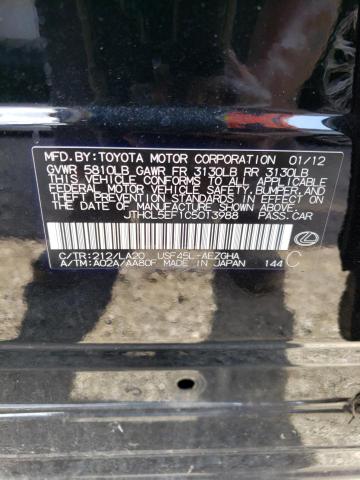 MFD.BY:TOYOTA MOTOR CORPORATION 01/12
GVWR 5810LB GAWR FR 3130LB RR 3130LB
THIS VEHICLE CONFORMS TO ALL APPLICABLE
FEDERAL MOTOR VEHICLE SAFETY,BUMPER,AND
THEFT PREVENTION STANDARDS IN EFFECT ON THE
DATE OF MANUFACTURE SHOWN ABOVE.
JTHCL5EF1C5013988 PASS.CAR
C/TR:212/LA20 USF45L-AEZGHA
A/TM:A02A/AA80F MADE IN JAPAN 144 C